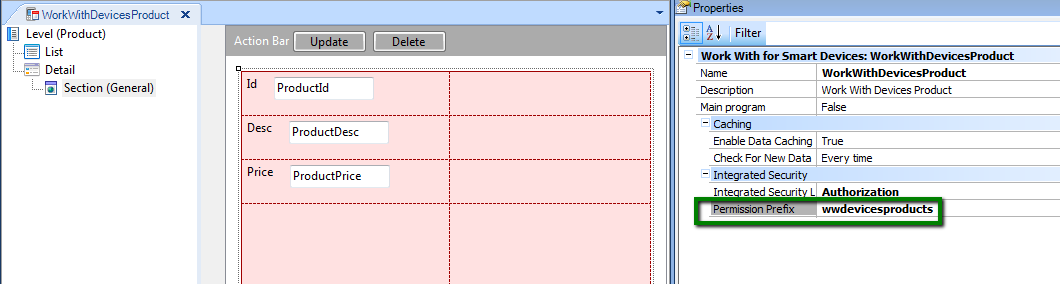 WorkWithDevicesProduct
Level (Product)
List
Detail
Section (General)
Action Bar Update Delete
Id ProductId
Desc ProductDesc
Price ProductPrice
Properties
Filter
Work With for Smart Devices: WorkWithDevicesProduct
Name WorkWithDevicesProduct
Description Work With Devices Product
Main program False
Caching
Enable Data Caching True
Check For New Data Every time
Integrated Security
Integrated Security L Authorization
Permission Prefix wwdevicesproducts